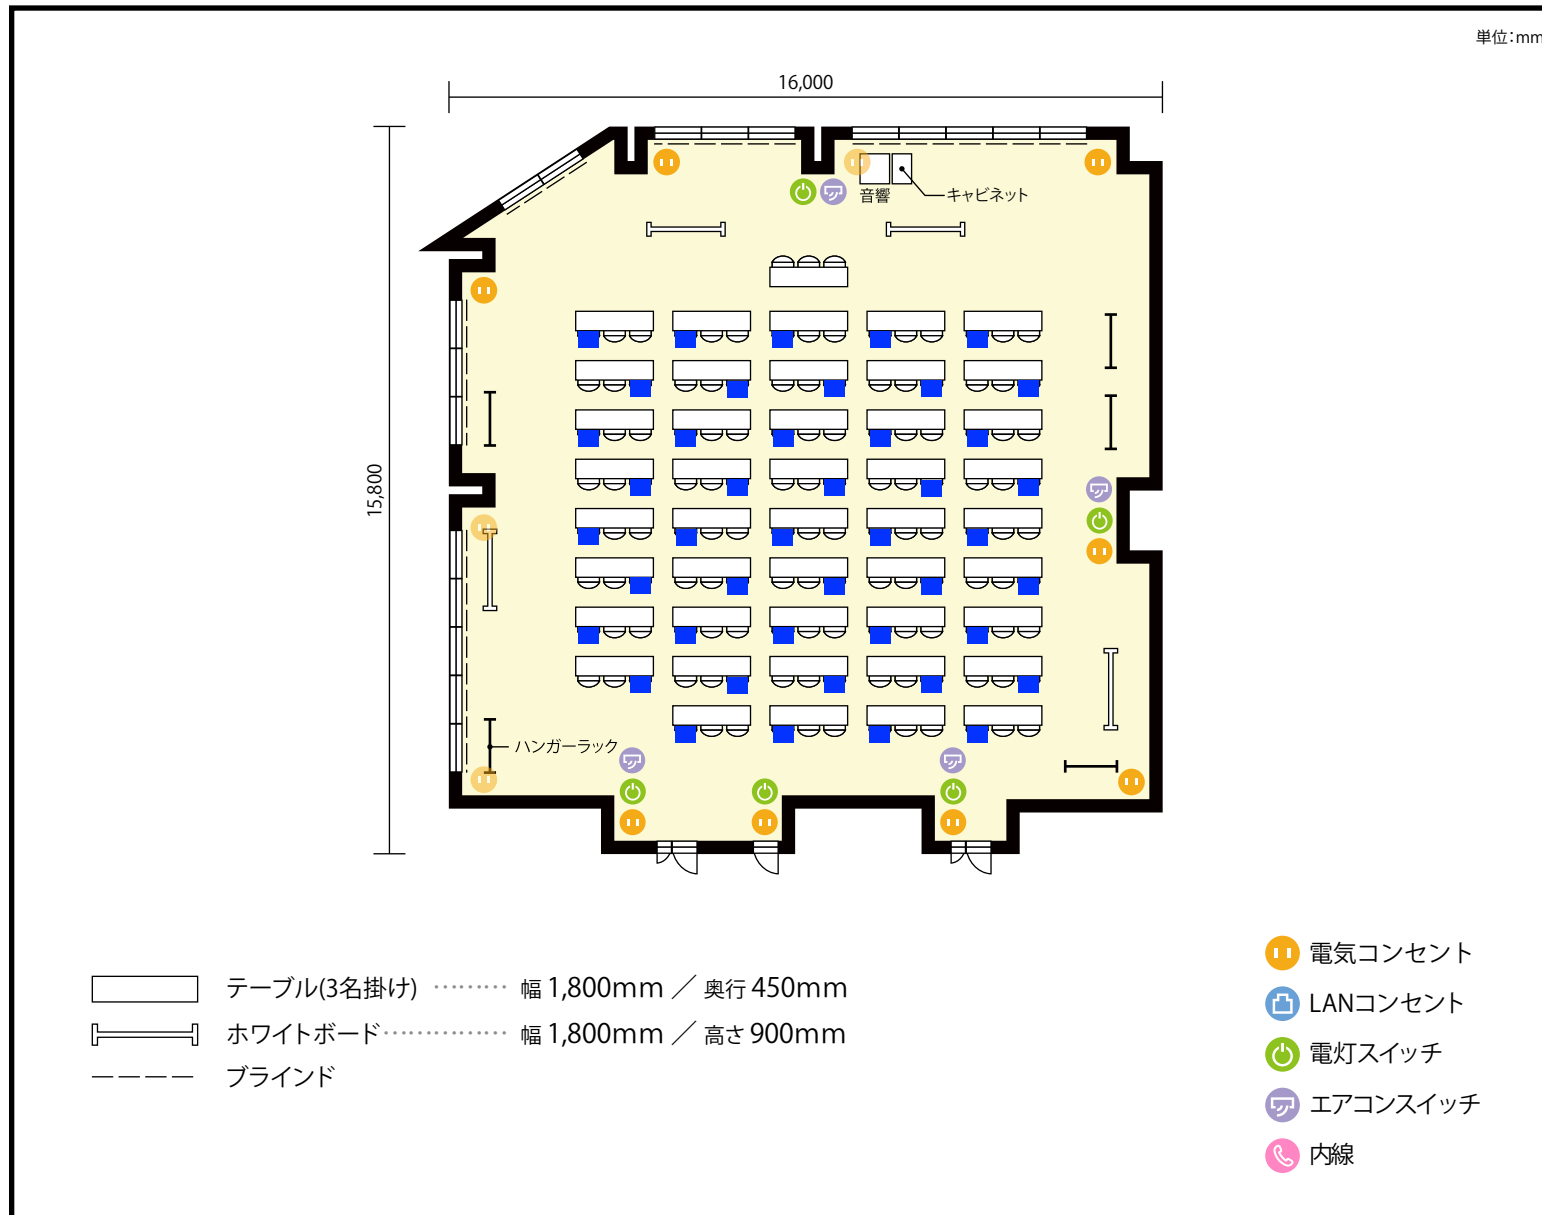 単位:mm
16,000
音響
キャビネット
15,800
ハンガーラック
テーブル(3名掛け) ‥‥‥‥‥ 幅 1,800mm ／ 奥行 450mm
ホワイトボード‥‥‥‥‥‥‥ 幅 1,800mm ／ 高さ 900mm
ブラインド
電気コンセント
LANコンセント
電灯スイッチ
エアコンスイッチ
内線